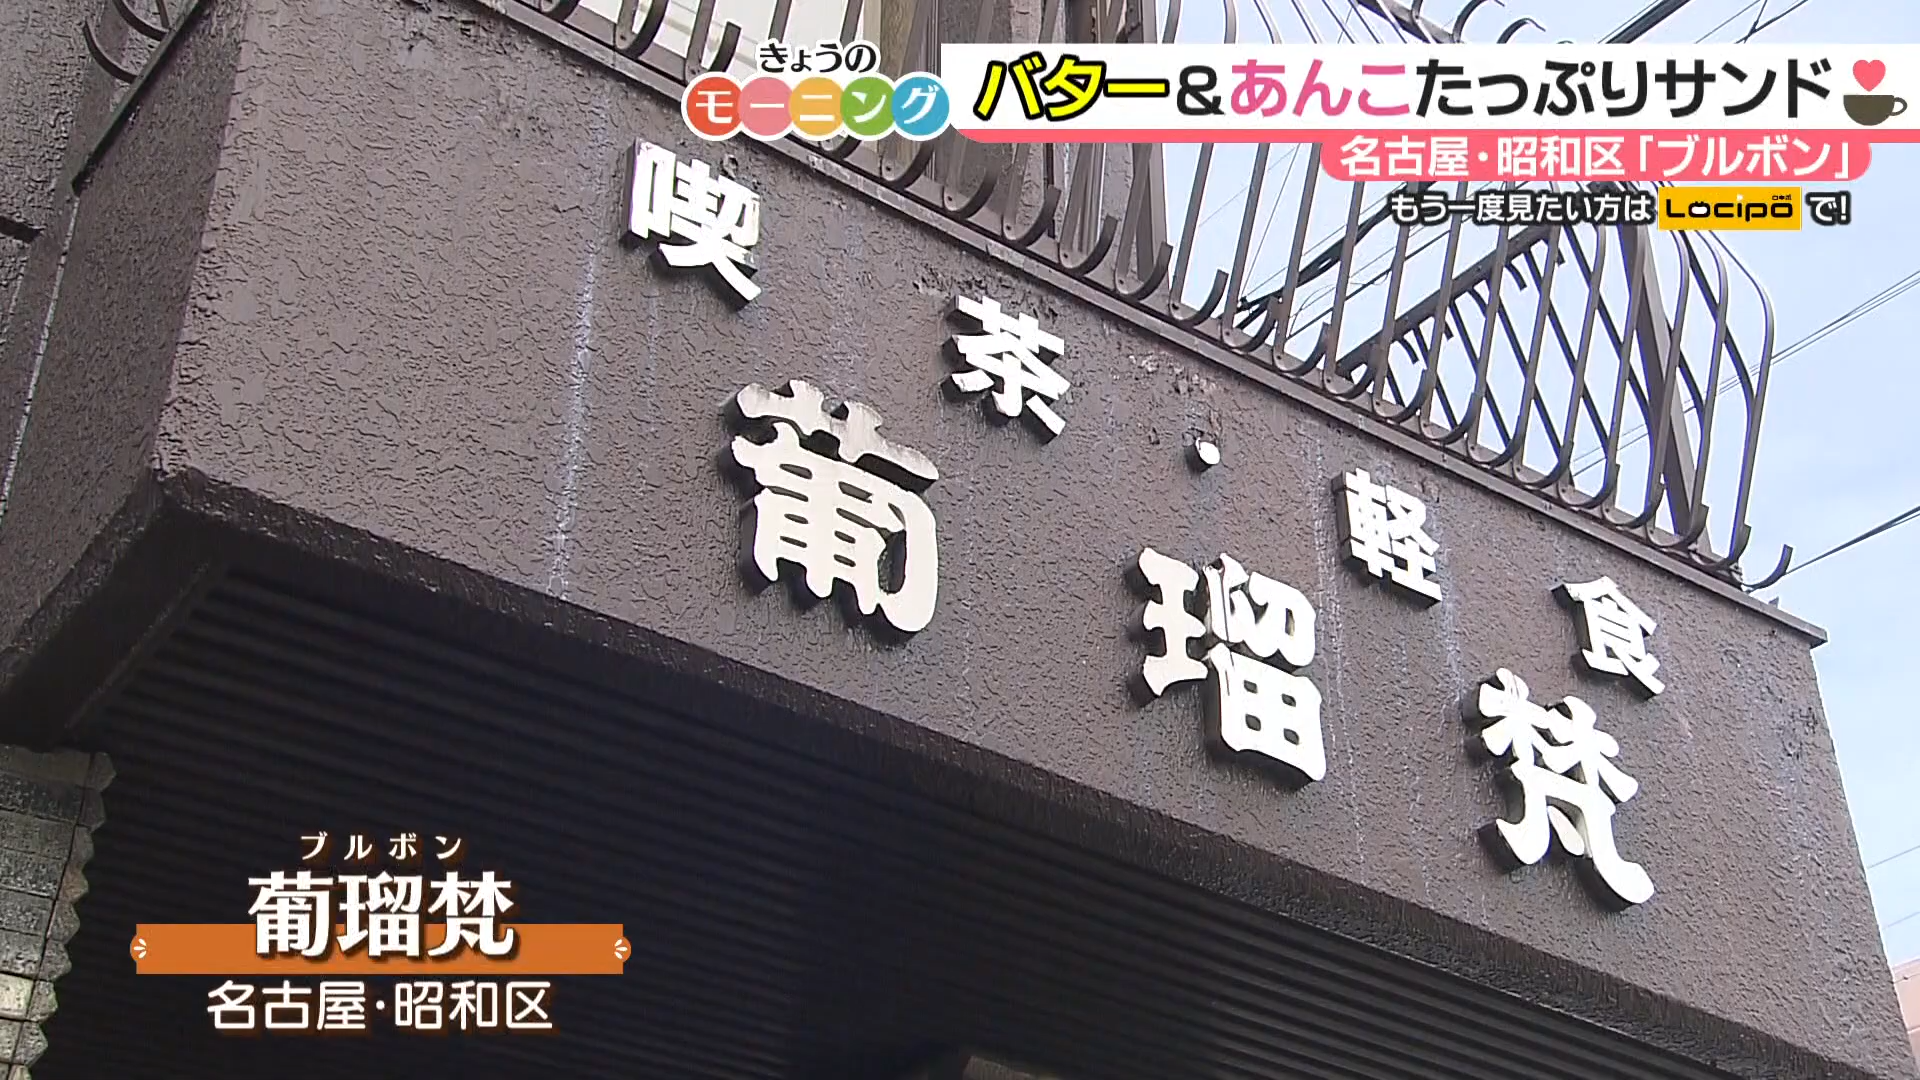 きょうの
モーニング
バター&あんこたっぷりサンド
名古屋・昭和区「ブルボン」
もう一度見たい方は Locipo ロキポ で!
喫茶・軽食
葡瑠梵
ブルボン
葡瑠梵
名古屋・昭和区